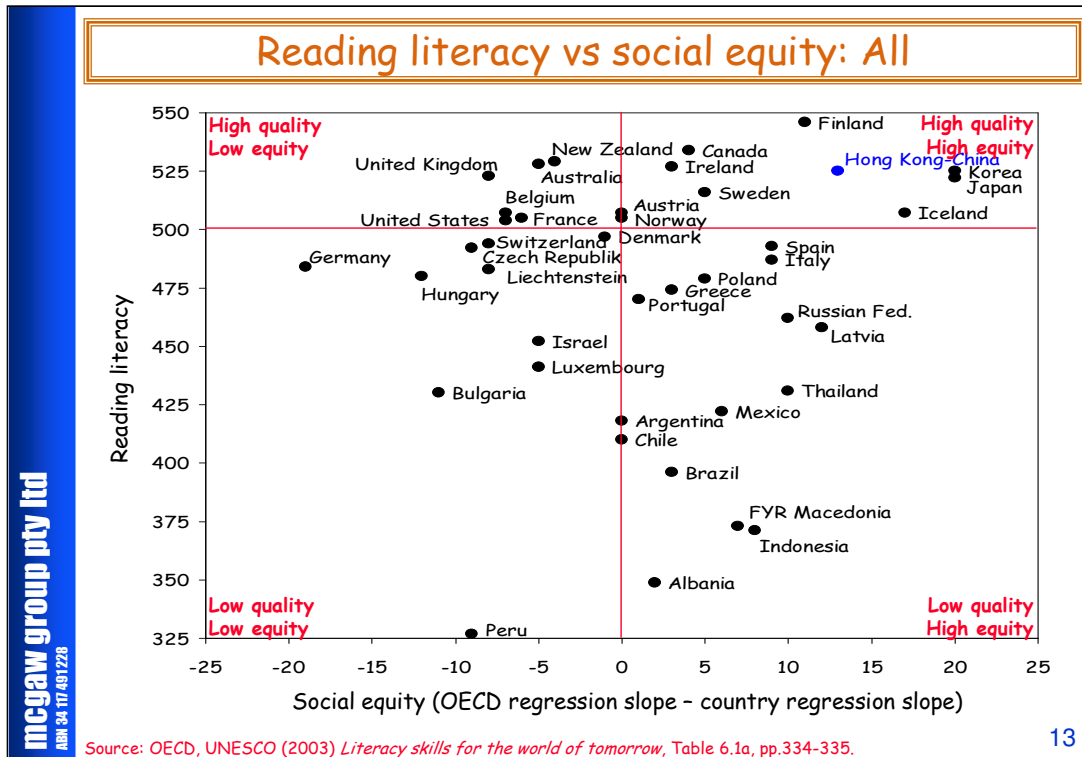 Reading literacy vs social equity: All
mcgaw group pty ltd
ABN 34 117 491 228
Reading literacy
550
525
500
475
450
425
400
375
350
325
High quality
Low equity
High quality
High equity
Finland
New Zealand
Canada
United Kingdom
Australia
Ireland
Hong Kong-China
Korea
Japan
Belgium
Sweden
United States
France
Austria
Norway
Iceland
Switzerland
Denmark
Czech Republik
Spain
Germany
Liechtenstein
Italy
Hungary
Poland
Greece
Portugal
Russian Fed.
Latvia
Israel
Luxembourg
Bulgaria
Thailand
Mexico
Argentina
Chile
Brazil
FYR Macedonia
Indonesia
Albania
Peru
Low quality
Low equity
Low quality
High equity
-25 -20 -15 -10 -5 0 5 10 15 20 25
Social equity (OECD regression slope – country regression slope)
Source: OECD, UNESCO (2003) Literacy skills for the world of tomorrow, Table 6.1a, pp.334-335.
13